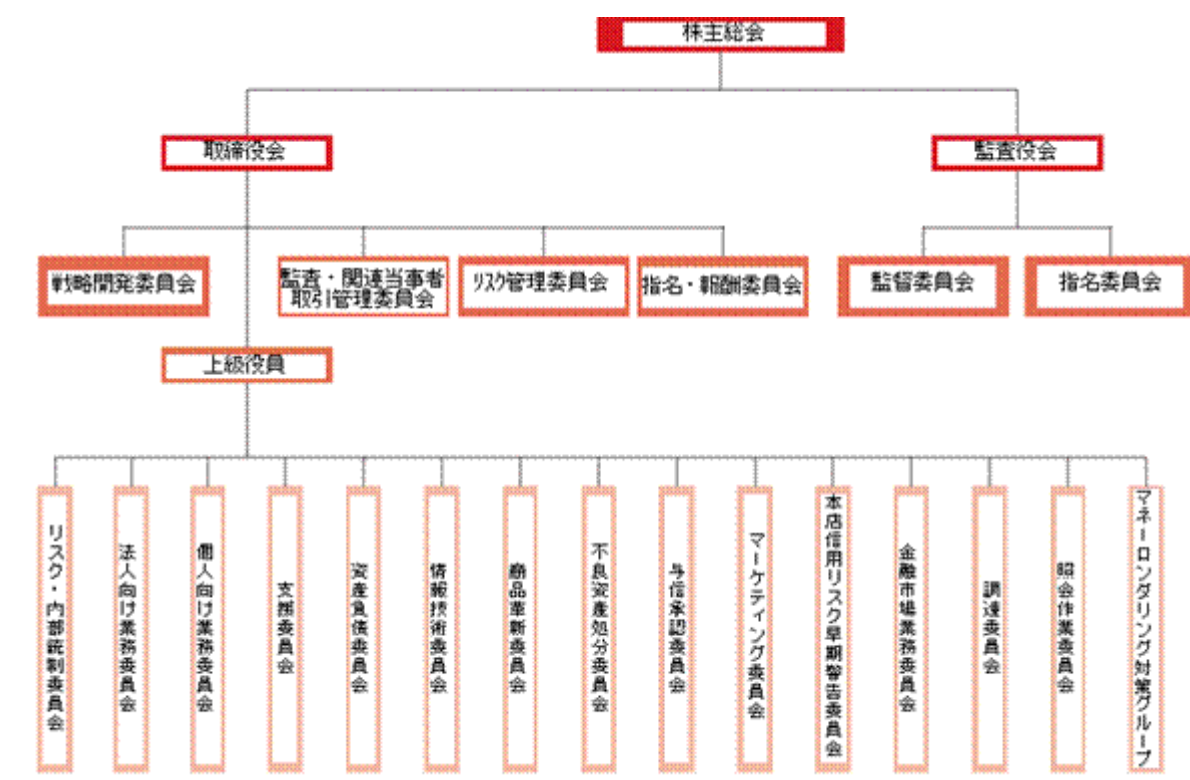 株主総会
取締役会
監査役会
戦略開発委員会
監査・関連当事者
取引管理委員会
リスク管理委員会
指名・報酬委員会
監督委員会
指名委員会
上級役員
リスク・内部統制委員会
法人向け業務委員会
個人向け業務委員会
支援委員会
資産負債委員会
情報技術委員会
商品革新委員会
不良資産処分委員会
与信承認委員会
マーケティング委員会
本店信用リスク早期警告委員会
金融市場業務委員会
調達委員会
照会作業委員会
マネーロンダリング対策グループ